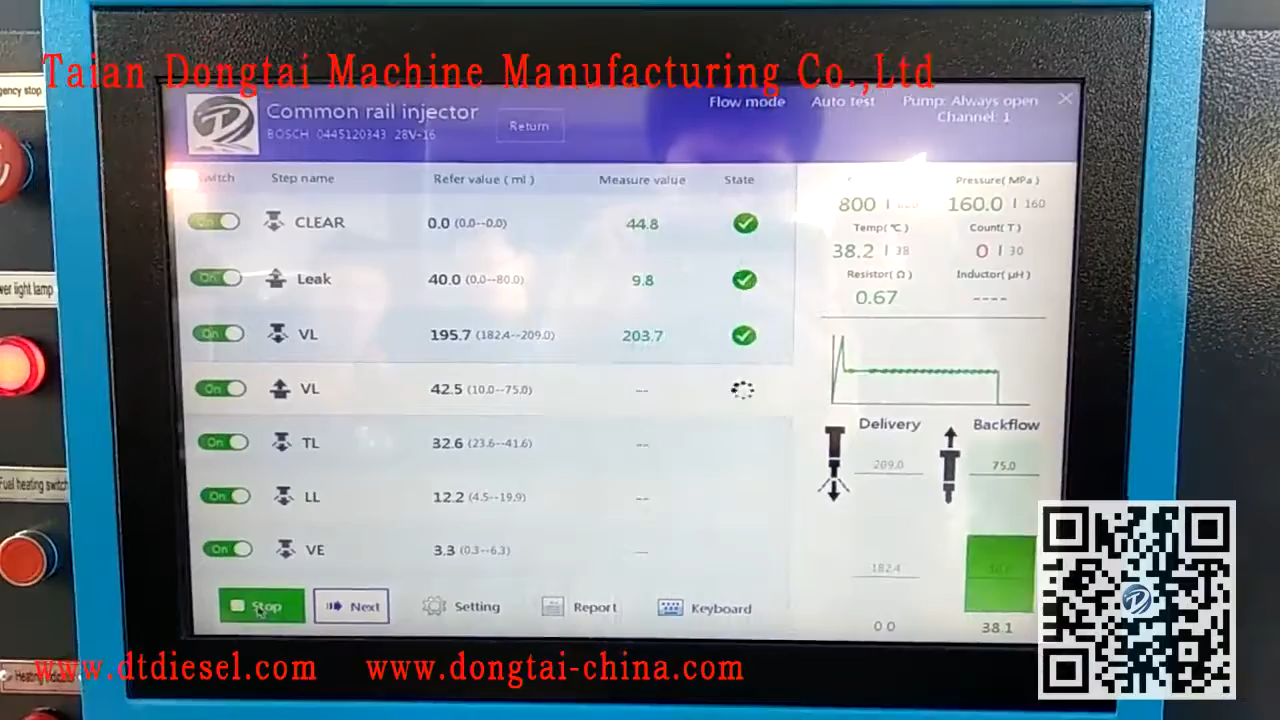 Taian Dongtai Machine Manufacturing Co.,Ltd
gency stop
Common rail injector
BOSCH 0445120343 28V-16
Return
Flow mode
Auto test
Pump: Always open
Channel: 1
Step name
Refer value ( ml )
Measure value
State
On CLEAR 0.0 (0.0--0.0) 44.8
On Leak 40.0 (0.0--80.0) 9.8
On VL 195.7 (182.4--209.0) 203.7
On VL 42.5 (10.0--75.0) ---
On TL 32.6 (23.6--41.6) ---
On LL 12.2 (4.5--19.9) ---
On VE 3.3 (0.3--6.3) ---
Pressure( MPa )
800
160.0 | 160
Temp( ℃ )
Count( T )
38.2 | 38
0 | 30
Resistor( Ω )
Inductor( μH )
0.67
----
Delivery
Backflow
209.0
75.0
182.4
0 0
38.1
Stop
Next
Setting
Report
Keyboard
wer light lamp
Fual heating switch
www.dtdiesel.com
www.dongtai-china.com